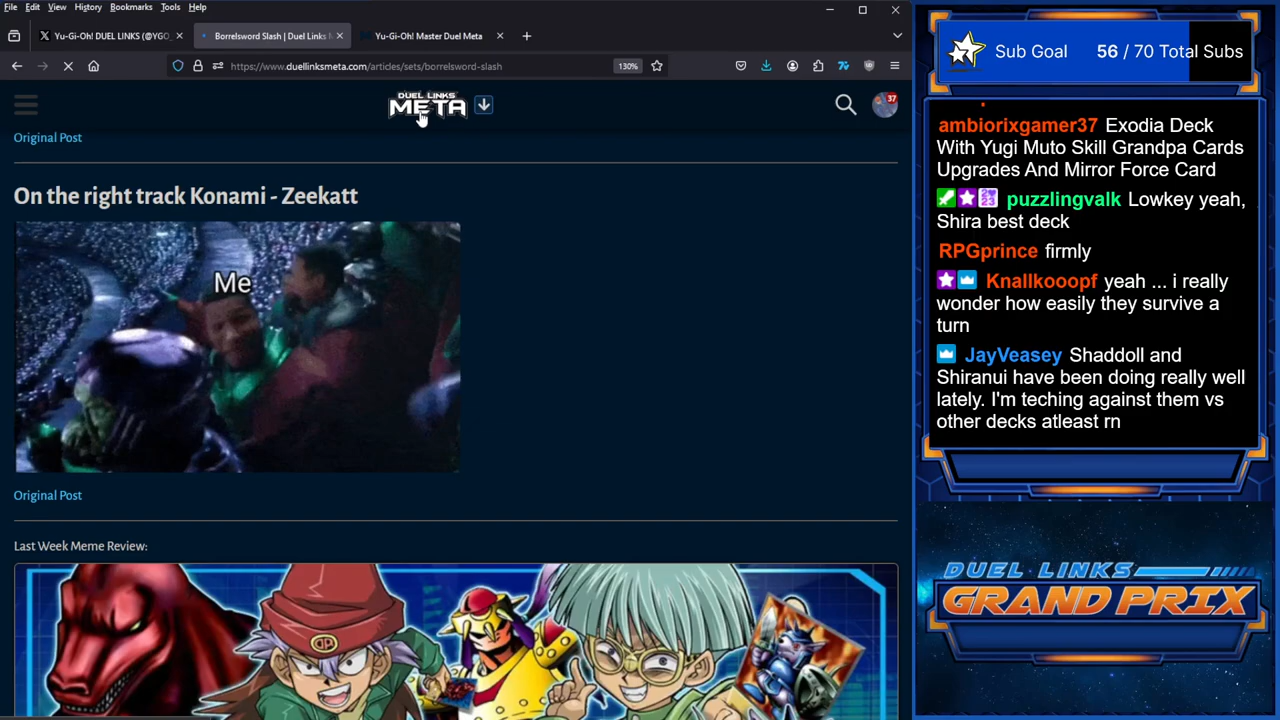 File Edit View History Bookmarks Tools Help
Yu-Gi-Oh! DUEL LINKS (@YGO_
Borrelsword Slash | Duel Links M
Yu-Gi-Oh! Master Duel Meta
https://www.duellinksmeta.com/articles/sets/borrelsword-slash
130%
DUEL LINKS
META
37
Original Post
On the right track Konami - Zeekatt
Me
Original Post
Last Week Meme Review:
Sub Goal 56 / 70 Total Subs
ambiorixgamer37 Exodia Deck
With Yugi Muto Skill Grandpa Cards
Upgrades And Mirror Force Card
2023 puzzlingvalk Lowkey yeah,
Shira best deck
RPGprince firmly
Knallkooopf yeah ... i really
wonder how easily they survive a
turn
JayVeasey Shaddoll and
Shiranui have been doing really well
lately. I'm teching against them vs
other decks atleast rn
DUEL LINKS
GRAND PRIX